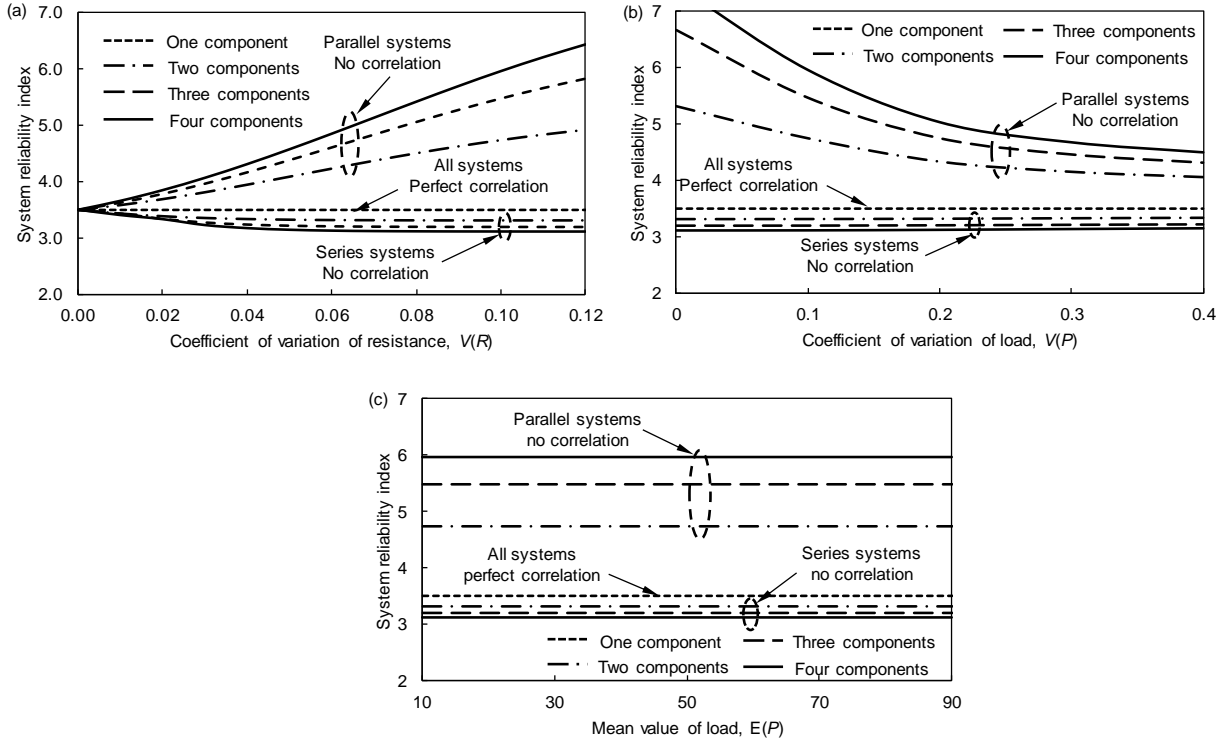 (a)
System reliability index
7.0
6.0
5.0
4.0
3.0
2.0
One component
Two components
Three components
Four components
Parallel systems
No correlation
All systems
Perfect correlation
Series systems
No correlation
0.00
0.02
0.04
0.06
0.08
0.10
0.12
Coefficient of variation of resistance, V(R)
(b)
System reliability index
7
6
5
4
3
2
One component
Three components
Two components
Four components
Parallel systems
No correlation
All systems
Perfect correlation
Series systems
No correlation
0
0.1
0.2
0.3
0.4
Coefficient of variation of load, V(P)
(c)
System reliability index
7
6
5
4
3
2
Parallel systems
no correlation
All systems
perfect correlation
Series systems
no correlation
One component
Three components
Two components
Four components
10
30
50
70
90
Mean value of load, E(P)